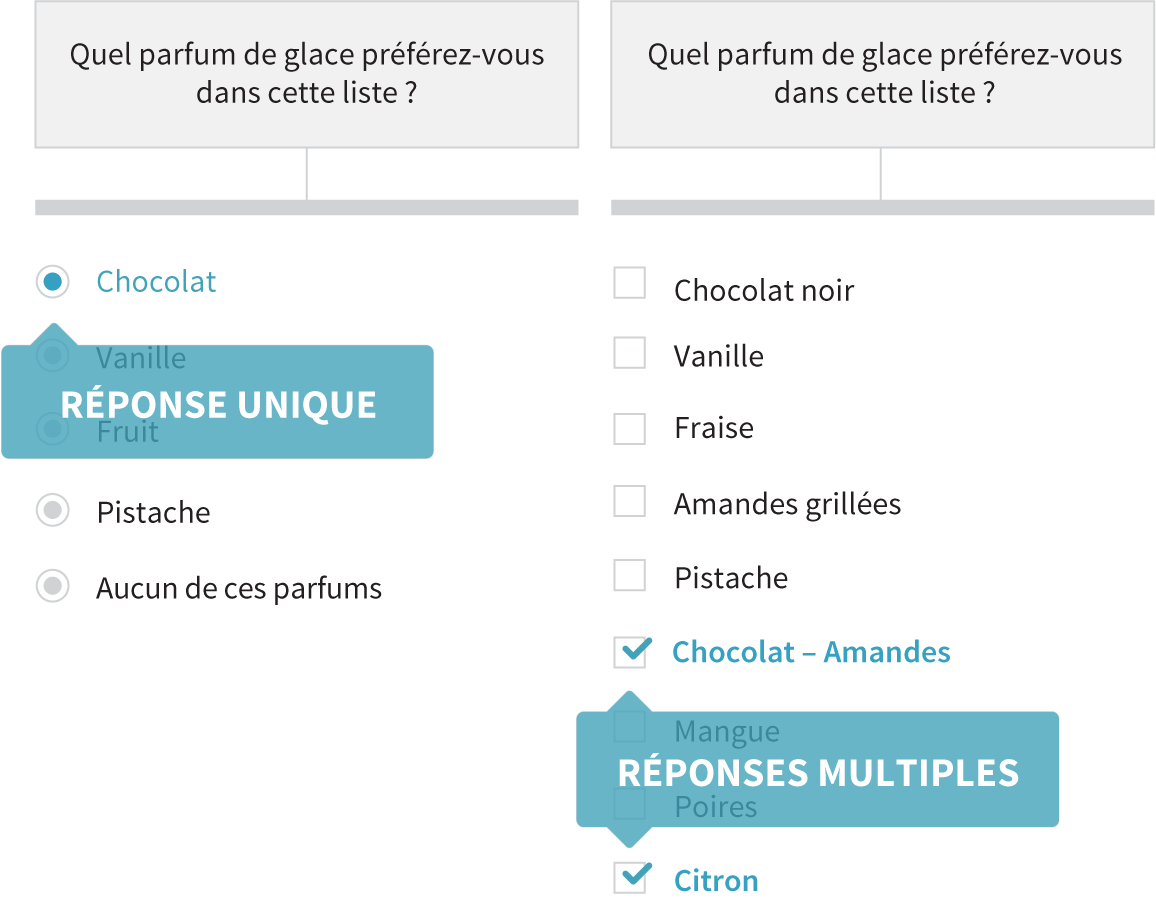 Quel parfum de glace préférez-vous
dans cette liste ?
Chocolat
Vanille
RÉPONSE UNIQUE
Fruit
Pistache
Aucun de ces parfums
Quel parfum de glace préférez-vous
dans cette liste ?
Chocolat noir
Vanille
Fraise
Amandes grillées
Pistache
Chocolat – Amandes
Mangue
RÉPONSES MULTIPLES
Poires
Citron